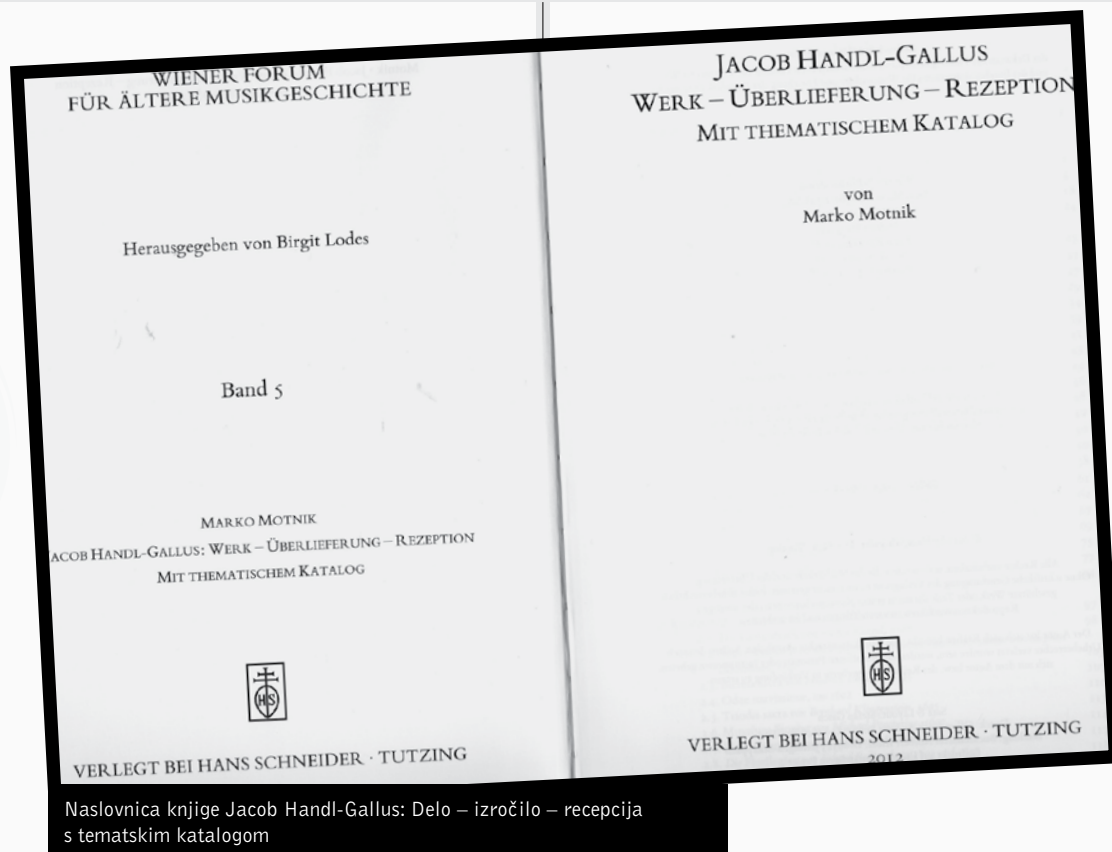 WIENER FORUM
FÜR ÄLTERE MUSIKGESCHICHTE
Herausgegeben von Birgit Lodes
Band 5
MARKO MOTNIK
ACOB HANDL-GALLUS: WERK – ÜBERLIEFERUNG – REZEPTION
MIT THEMATISCHEM KATALOG
HS
VERLEGT BEI HANS SCHNEIDER · TUTZING
JACOB HANDL-GALLUS
WERK – ÜBERLIEFERUNG – REZEPTION
MIT THEMATISCHEM KATALOG
von
Marko Motnik
HS
VERLEGT BEI HANS SCHNEIDER · TUTZING
2012
Naslovnica knjige Jacob Handl-Gallus: Delo – izročilo – recepcija
s tematskim katalogom